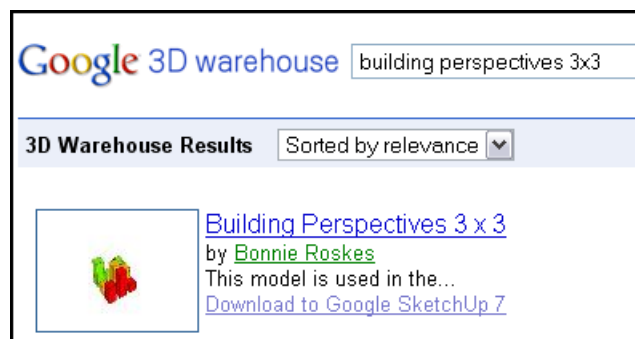 Google 3D warehouse building perspectives 3x3
3D Warehouse Results Sorted by relevance
Building Perspectives 3 x 3
by Bonnie Roskes
This model is used in the...
Download to Google SketchUp 7